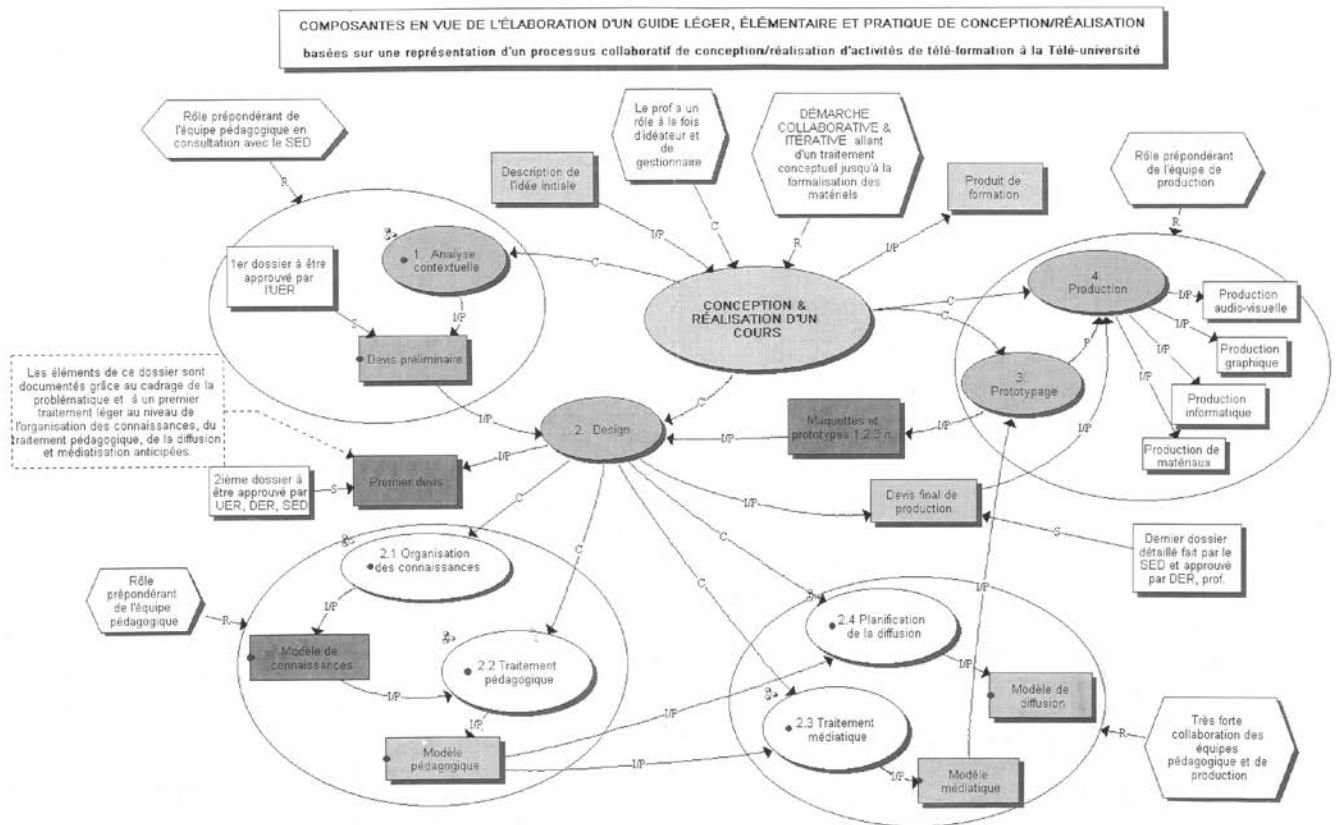 COMPOSANTES EN VUE DE L'ÉLABORATION D'UN GUIDE LÉGER, ÉLÉMENTAIRE ET PRATIQUE DE CONCEPTION/RÉALISATION
basées sur une représentation d'un processus collaboratif de conception/réalisation d'activités de télé-formation à la Télé-université
Rôle prépondérant de
l'équipe pédagogique en
consultation avec le SED
R
Le prof a un
rôle à la fois
d'idéateur et
de
gestionnaire
C
DÉMARCHE
COLLABORATIVE &
ITÉRATIVE allant
d'un traitement
conceptuel jusqu'à la
formalisation des
matériels
R
Rôle prépondérant
de l'équipe de
production
R
Description de
l'idée initiale
I/P
Produit de
formation
I/P
1. Analyse
contextuelle
C
1er dossier à être
approuvé par
l'UER
S
I/P
Devis préliminaire
I/P
CONCEPTION &
RÉALISATION D'UN
COURS
C
C
C
4.
Production
I/P
Production
audio-visuelle
I/P
Production
graphique
I/P
Production
informatique
I/P
Production de
matériaux
3.
Prototypage
P
I/P
Maquettes et
prototypes 1,2,3 n.
I/P
Les éléments de ce dossier sont
documentés grâce au cadrage de la
problématique et à un premier
traitement léger au niveau de
l'organisation des connaissances, du
traitement pédagogique, de la diffusion
et médiatisation anticipées.
2. Design
I/P
Premier devis
2ième dossier à
être approuvé par
UER, DER, SED
S
I/P
Devis final de
production
I/P
S
Dernier dossier
détaillé fait par le
SED et approuvé
par DER, prof.
C
C
C
C
2.1 Organisation
des connaissances
Rôle
prépondérant
de l'équipe
pédagogique
R
I/P
Modèle de
connaissances
I/P
2.2 Traitement
pédagogique
I/P
Modèle
pédagogique
I/P
I/P
2.4 Planification
de la diffusion
I/P
Modèle de
diffusion
2.3 Traitement
médiatique
I/P
Modèle
médiatique
I/P
R
Très forte
collaboration des
équipes
pédagogique et de
production